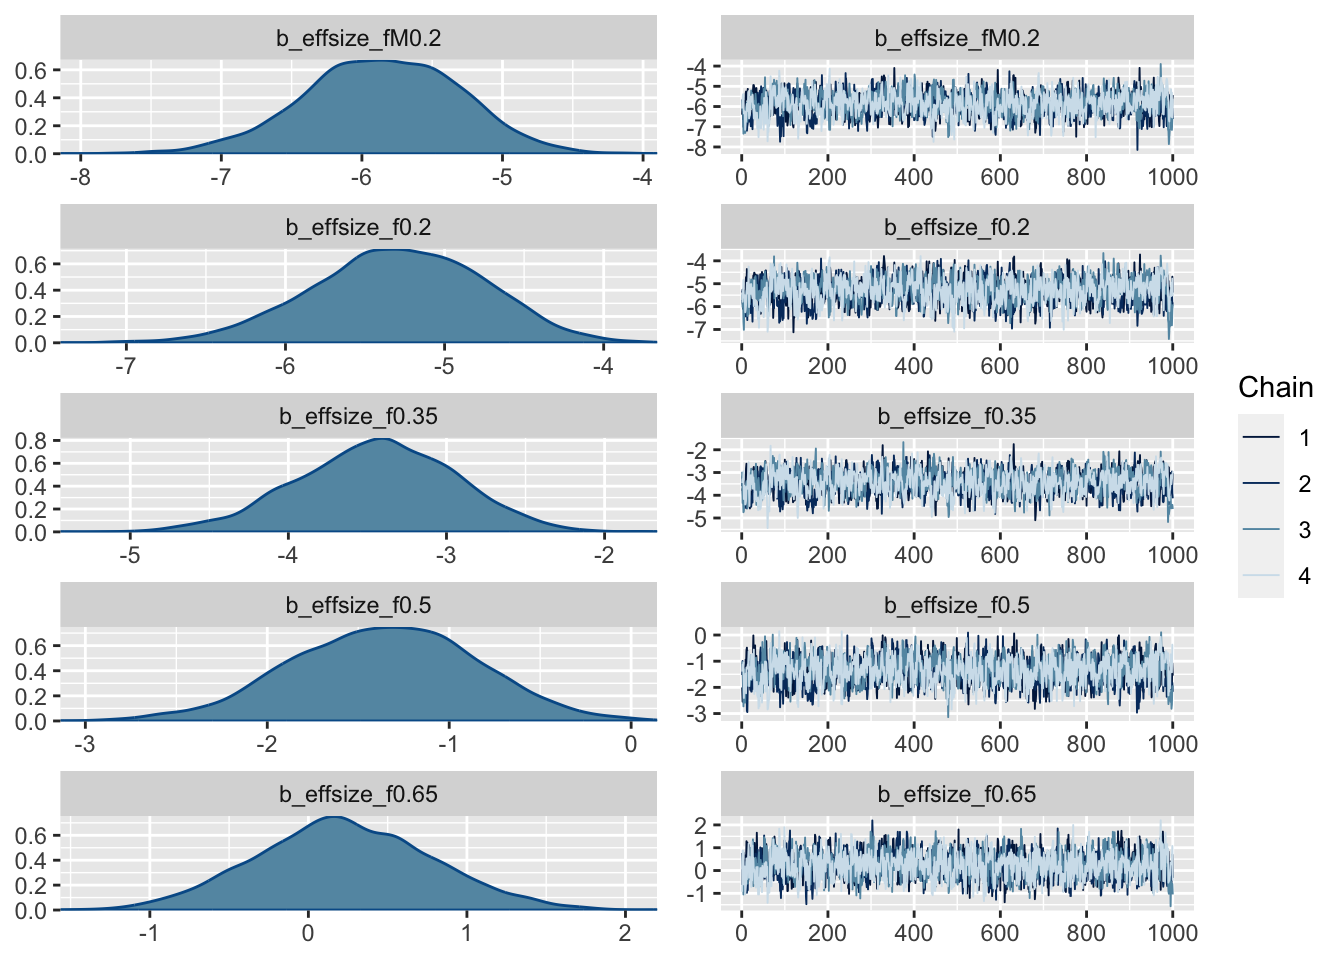 b_effsize_fM0.2
0.6
0.4
0.2
0.0
-8 -7 -6 -5 -4
b_effsize_fM0.2
-4
-5
-6
-7
-8
0 200 400 600 800 1000
b_effsize_f0.2
0.6
0.4
0.2
0.0
-7 -6 -5 -4
b_effsize_f0.2
-4
-5
-6
-7
0 200 400 600 800 1000
b_effsize_f0.35
0.8
0.6
0.4
0.2
0.0
-5 -4 -3 -2
b_effsize_f0.35
-2
-3
-4
-5
0 200 400 600 800 1000
b_effsize_f0.5
0.6
0.4
0.2
0.0
-3 -2 -1 0
b_effsize_f0.5
0
-1
-2
-3
0 200 400 600 800 1000
b_effsize_f0.65
0.6
0.4
0.2
0.0
-1 0 1 2
b_effsize_f0.65
2
1
0
-1
0 200 400 600 800 1000
Chain
1
2
3
4